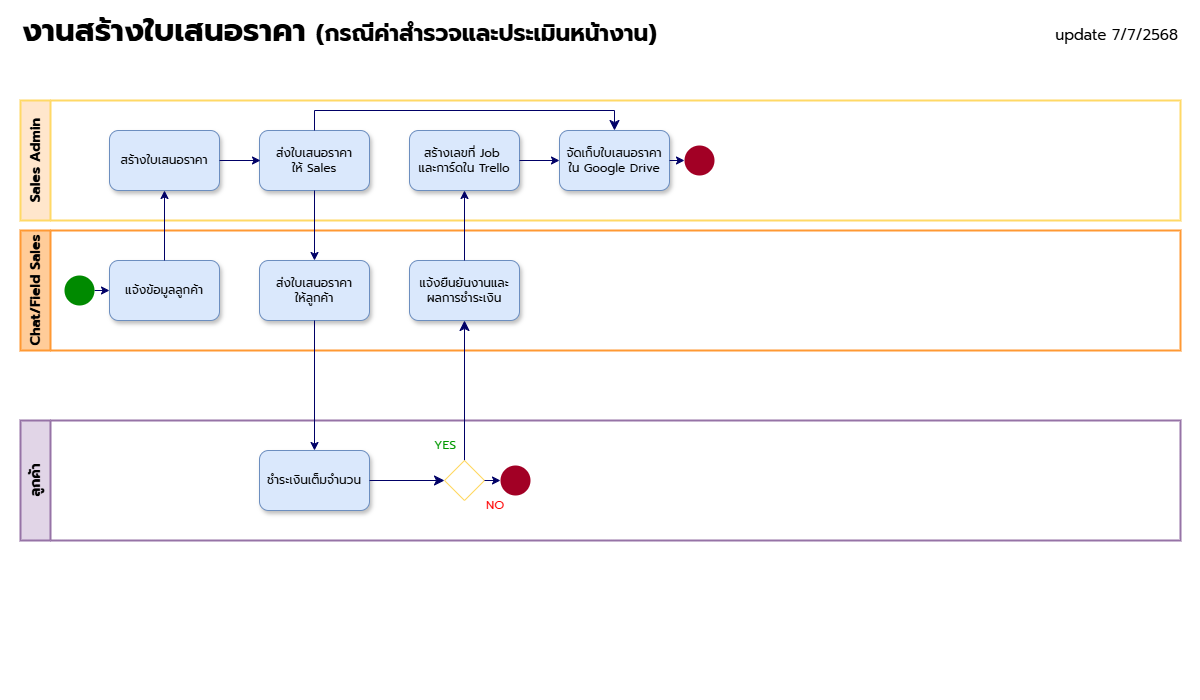 งานสร้างใบเสนอราคา (กรณีค่าสำรวจและประเมินหน้างาน)
update 7/7/2568
Sales Admin
สร้างใบเสนอราคา
ส่งใบเสนอราคา
ให้ Sales
สร้างเลขที่ Job
และการ์ดใน Trello
จัดเก็บใบเสนอราคา
ใน Google Drive
Chat/Field Sales
แจ้งข้อมูลลูกค้า
ส่งใบเสนอราคา
ให้ลูกค้า
แจ้งยืนยันงานและ
ผลการชำระเงิน
ลูกค้า
ชำระเงินเต็มจำนวน
YES
NO